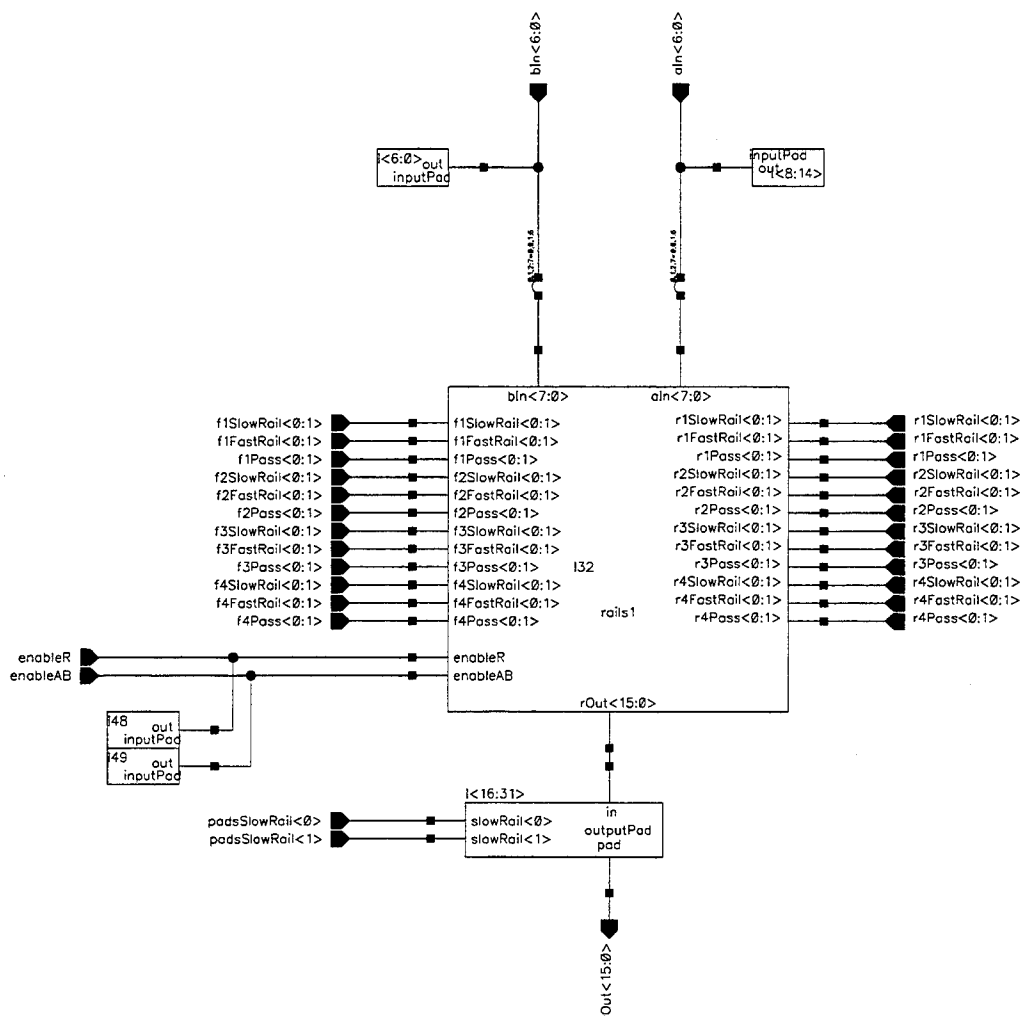 bIn<6:0>
aIn<6:0>
I<6:0> out
inputPad
inputPad
out I<8:14>
bIn<7:0>
aIn<7:0>
f1SlowRail<0:1> f1SlowRail<0:1> r1SlowRail<0:1> r1SlowRail<0:1>
f1FastRail<0:1> f1FastRail<0:1> r1FastRail<0:1> r1FastRail<0:1>
f1Pass<0:1> f1Pass<0:1> r1Pass<0:1> r1Pass<0:1>
f2SlowRail<0:1> f2SlowRail<0:1> r2SlowRail<0:1> r2SlowRail<0:1>
f2FastRail<0:1> f2FastRail<0:1> r2FastRail<0:1> r2FastRail<0:1>
f2Pass<0:1> f2Pass<0:1> r2Pass<0:1> r2Pass<0:1>
f3SlowRail<0:1> f3SlowRail<0:1> r3SlowRail<0:1> r3SlowRail<0:1>
f3FastRail<0:1> f3FastRail<0:1> r3FastRail<0:1> r3FastRail<0:1>
f3Pass<0:1> f3Pass<0:1> I32 r3Pass<0:1> r3Pass<0:1>
f4SlowRail<0:1> f4SlowRail<0:1> r4SlowRail<0:1> r4SlowRail<0:1>
f4FastRail<0:1> f4FastRail<0:1> rails1 r4FastRail<0:1> r4FastRail<0:1>
f4Pass<0:1> f4Pass<0:1> r4Pass<0:1> r4Pass<0:1>
enableR enableR
enableAB enableAB
rOut<15:0>
I48 out
inputPad
I49 out
inputPad
I<16:31>
in
padsSlowRail<0> slowRail<0> outputPad
padsSlowRail<1> slowRail<1> pad
Out<15:0>